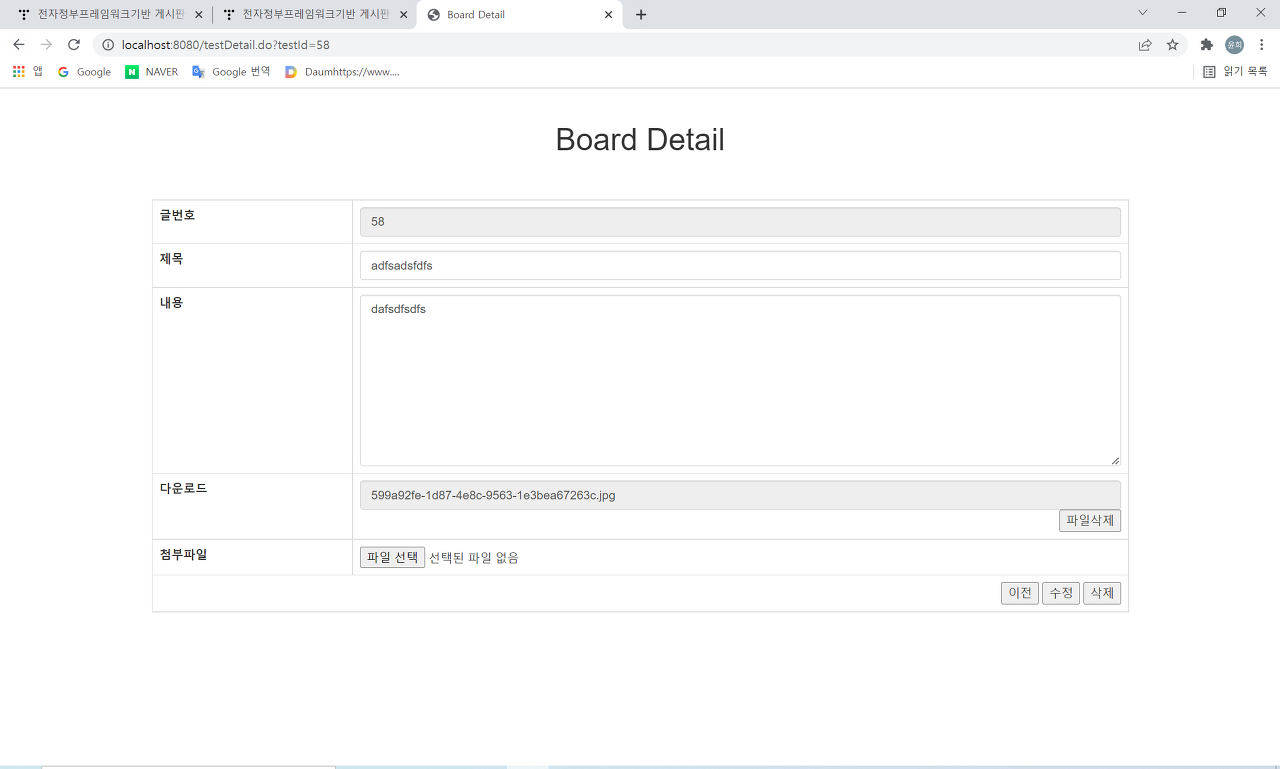 전자정부프레임워크기반 게시판
전자정부프레임워크기반 게시판
Board Detail
localhost:8080/testDetail.do?testId=58
윤희
앱
Google
NAVER
Google 번역
Daumhttps://www....
읽기 목록
Board Detail
글번호
58
제목
adfsadsfdfs
내용
dafsdfsdfs
다운로드
599a92fe-1d87-4e8c-9563-1e3bea67263c.jpg
파일삭제
첨부파일
파일 선택 선택된 파일 없음
이전 수정 삭제